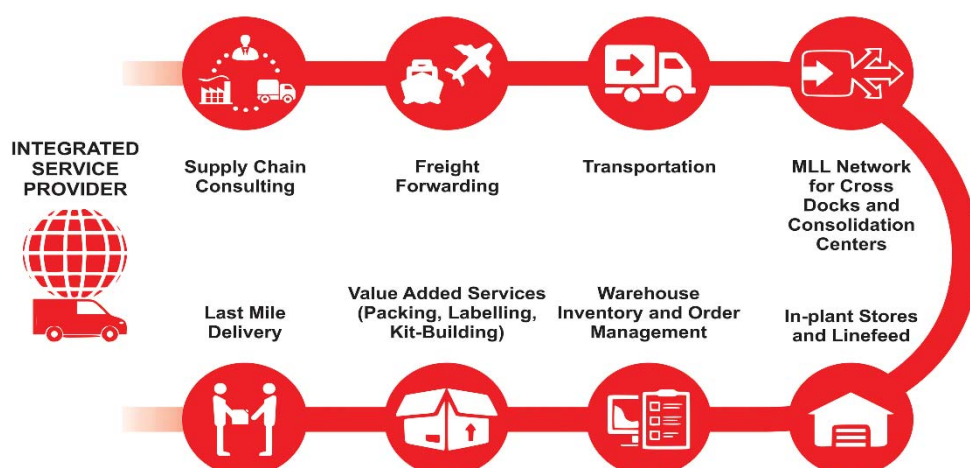 INTEGRATED
SERVICE
PROVIDER
Supply Chain
Consulting
Freight
Forwarding
Transportation
MLL Network
for Cross
Docks and
Consolidation
Centers
Last Mile
Delivery
Value Added Services
(Packing, Labelling,
Kit-Building)
Warehouse
Inventory and Order
Management
In-plant Stores
and Linefeed